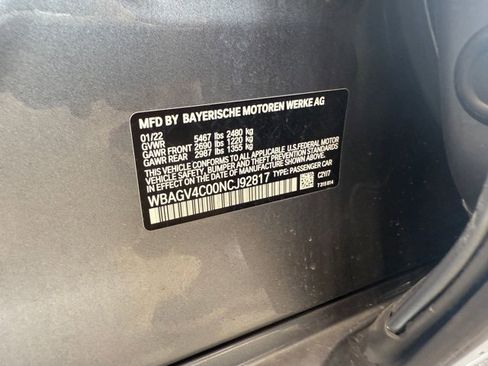 MFD BY BAYERISCHE MOTOREN WERKE AG
01/22
GVWR 5467 lbs 2480 kg
GAWR FRONT 2690 lbs 1220 kg
GAWR REAR 2987 lbs 1355 kg
THIS VEHICLE CONFORMS TO ALL APPLICABLE U.S.FEDERAL MOTOR
VEHICLE SAFETY, BUMPER, AND THEFT PREVENTION STANDARDS
IN EFFECT ON THE DATE OF MANUFACTURE SHOWN ABOVE.
WBAGV4C00NCJ92817 TYPE: PASSENGER CAR
C2Y17